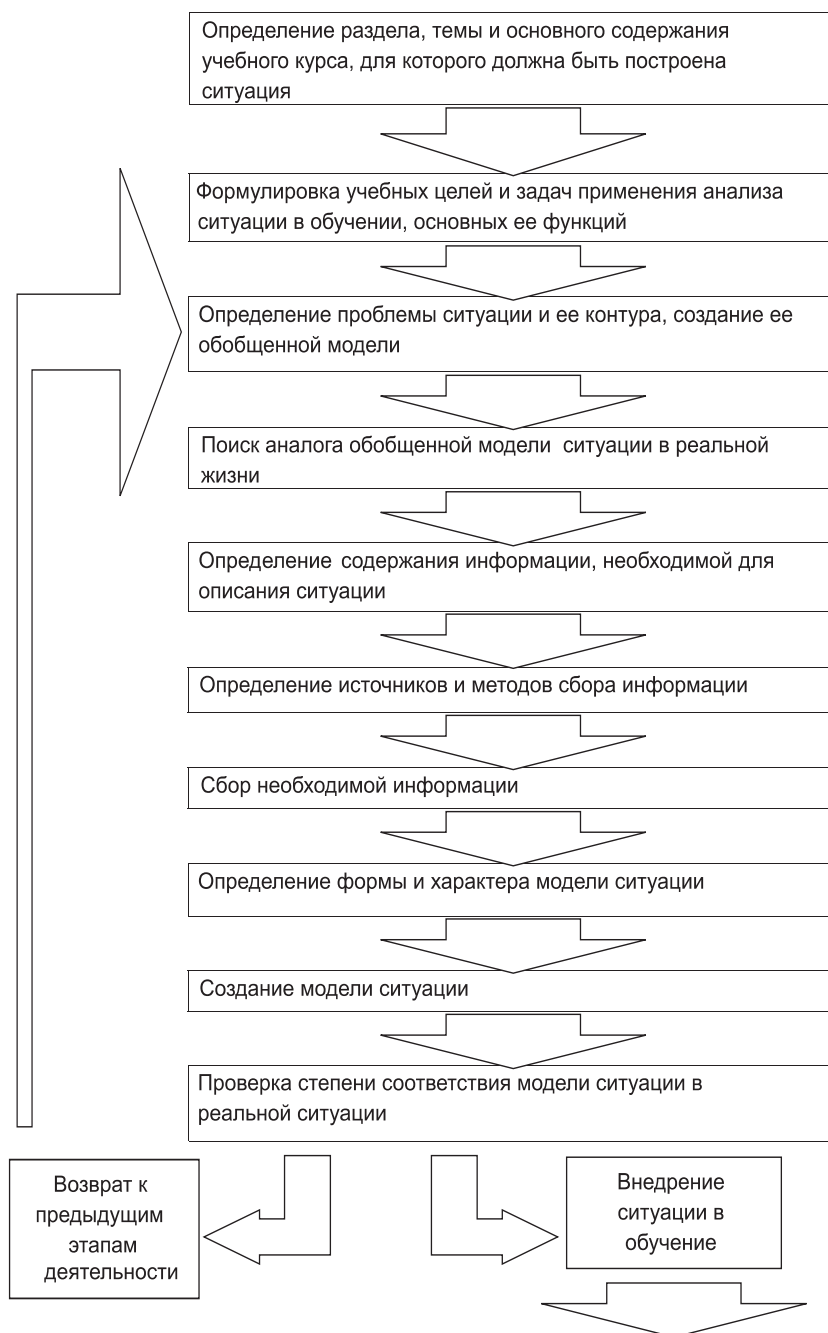 Определение раздела, темы и основного содержания
учебного курса, для которого должна быть построена
ситуация
Формулировка учебных целей и задач применения анализа
ситуации в обучении, основных ее функций
Определение проблемы ситуации и ее контура, создание ее
обобщенной модели
Поиск аналога обобщенной модели ситуации в реальной
жизни
Определение содержания информации, необходимой для
описания ситуации
Определение источников и методов сбора информации
Сбор необходимой информации
Определение формы и характера модели ситуации
Создание модели ситуации
Проверка степени соответствия модели ситуации в
реальной ситуации
Возврат к
предыдущим
этапам
деятельности
Внедрение
ситуации в
обучение